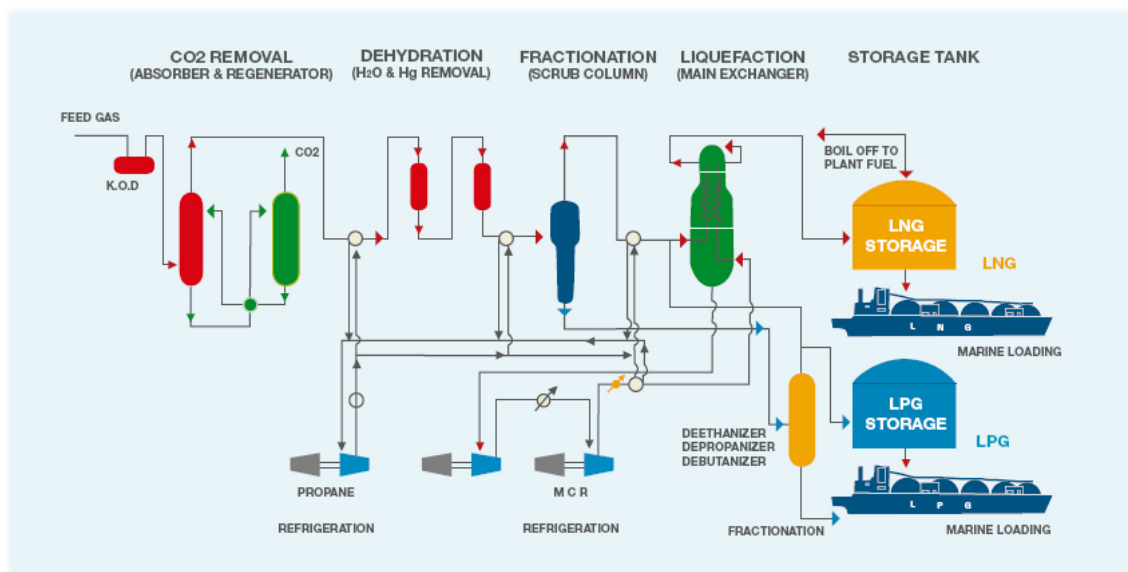 CO2 REMOVAL
(ABSORBER & REGENERATOR)
DEHYDRATION
(H2O & Hg REMOVAL)
FRACTIONATION
(SCRUB COLUMN)
LIQUEFACTION
(MAIN EXCHANGER)
STORAGE TANK
FEED GAS
K.O.D
CO2
BOIL OFF TO
PLANT FUEL
LNG
STORAGE
LNG
L N G
MARINE LOADING
LPG
STORAGE
LPG
DEETHANIZER
DEPROPANIZER
DEBUTANIZER
L P G
MARINE LOADING
FRACTIONATION
PROPANE
M C R
REFRIGERATION
REFRIGERATION